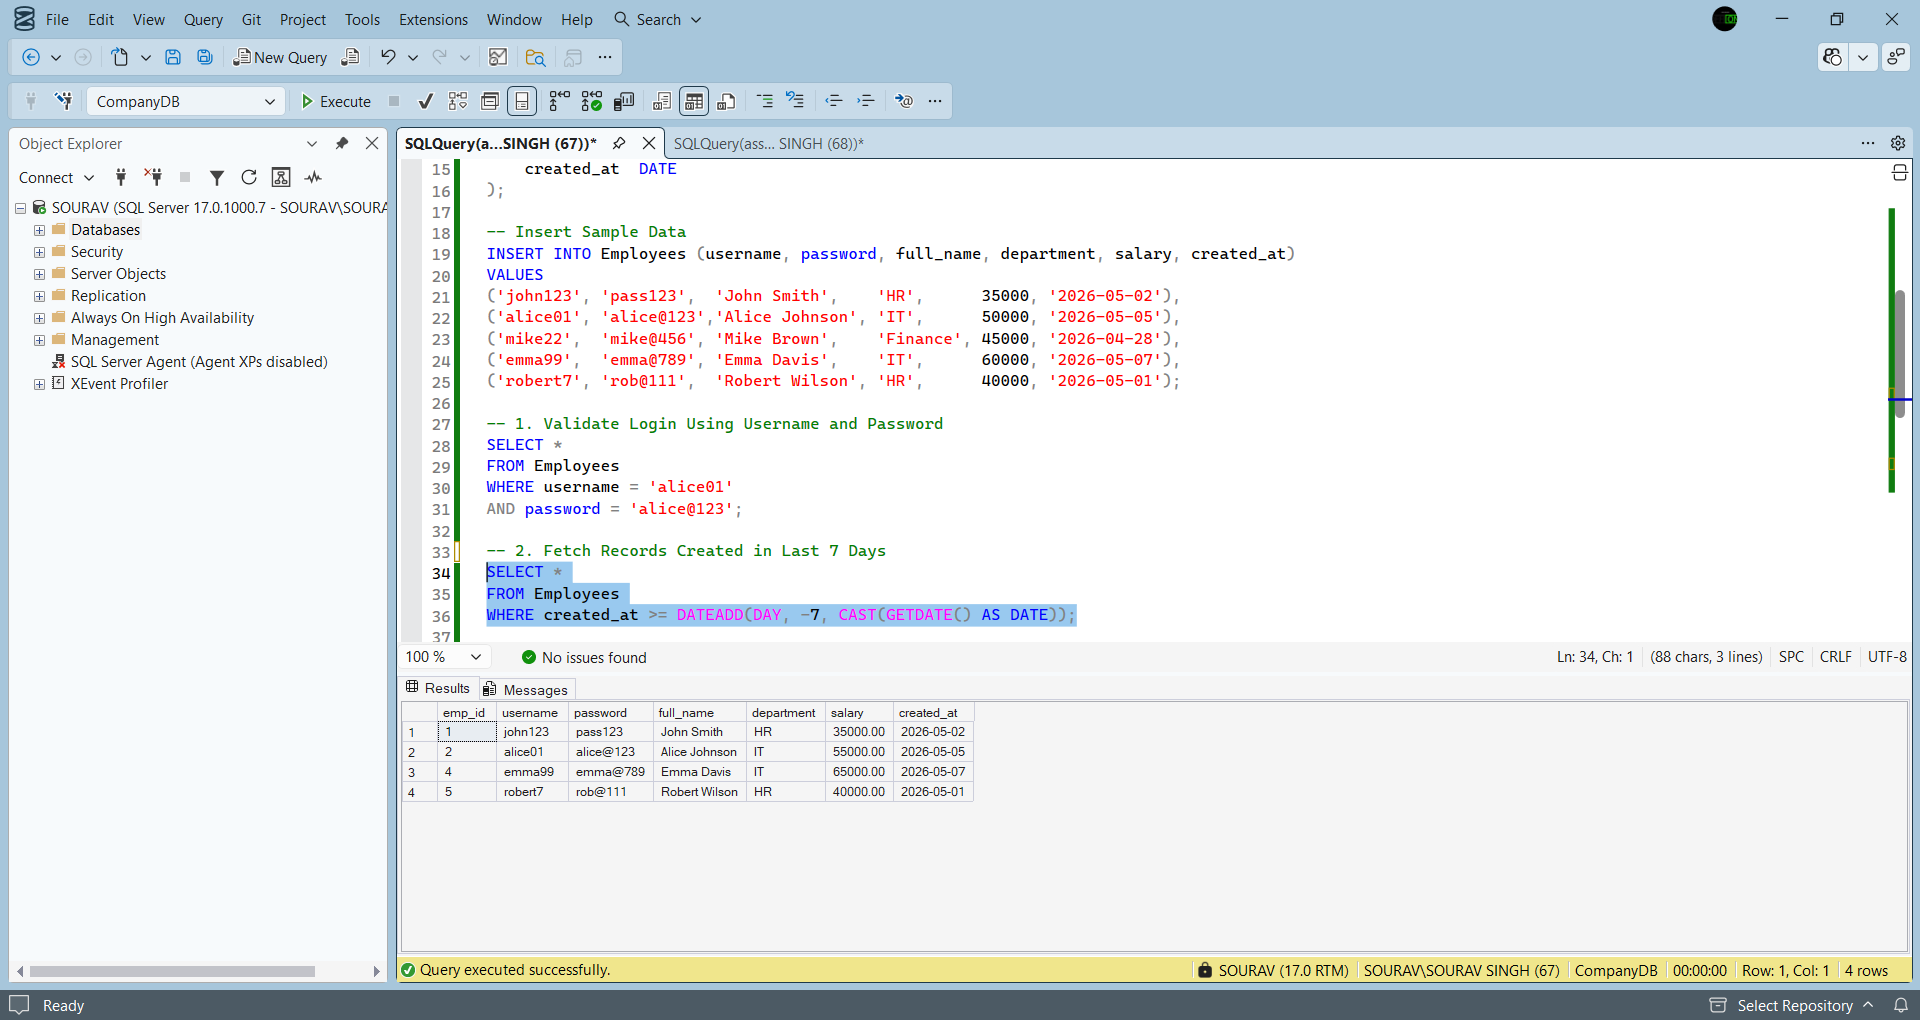 File Edit View Query Git Project Tools Extensions Window Help Search
New Query
CompanyDB Execute
Object Explorer
Connect
SOURAV (SQL Server 17.0.1000.7 - SOURAV\SOURA
Databases
Security
Server Objects
Replication
Always On High Availability
Management
SQL Server Agent (Agent XPs disabled)
XEvent Profiler
SQLQuery(a...SINGH (67))* SQLQuery(ass... SINGH (68))*
15 created_at DATE
16 );
17
18 -- Insert Sample Data
19 INSERT INTO Employees (username, password, full_name, department, salary, created_at)
20 VALUES
21 ('john123', 'pass123', 'John Smith', 'HR', 35000, '2026-05-02'),
22 ('alice01', 'alice@123','Alice Johnson', 'IT', 50000, '2026-05-05'),
23 ('mike22', 'mike@456', 'Mike Brown', 'Finance', 45000, '2026-04-28'),
24 ('emma99', 'emma@789', 'Emma Davis', 'IT', 60000, '2026-05-07'),
25 ('robert7', 'rob@111', 'Robert Wilson', 'HR', 40000, '2026-05-01');
26
27 -- 1. Validate Login Using Username and Password
28 SELECT *
29 FROM Employees
30 WHERE username = 'alice01'
31 AND password = 'alice@123';
32
33 -- 2. Fetch Records Created in Last 7 Days
34 SELECT *
35 FROM Employees
36 WHERE created_at >= DATEADD(DAY, -7, CAST(GETDATE() AS DATE));
37
100 % No issues found Ln: 34, Ch: 1 (88 chars, 3 lines) SPC CRLF UTF-8
Results Messages
emp_id username password full_name department salary created_at
1 1 john123 pass123 John Smith HR 35000.00 2026-05-02
2 2 alice01 alice@123 Alice Johnson IT 55000.00 2026-05-05
3 4 emma99 emma@789 Emma Davis IT 65000.00 2026-05-07
4 5 robert7 rob@111 Robert Wilson HR 40000.00 2026-05-01
Query executed successfully. SOURAV (17.0 RTM) SOURAV\SOURAV SINGH (67) CompanyDB 00:00:00 Row: 1, Col: 1 4 rows
Ready Select Repository